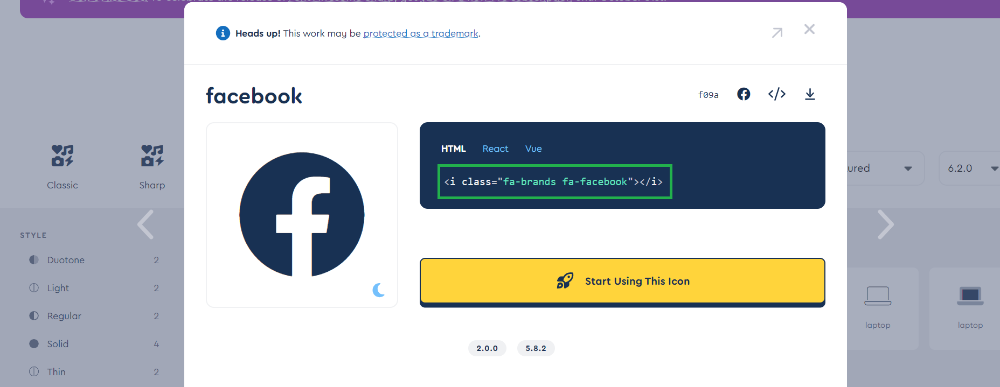 Heads up! This work may be protected as a trademark.
facebook
f09a
HTML React Vue
<i class="fa-brands fa-facebook"></i>
Start Using This Icon
2.0.0 5.8.2
Classic Sharp
STYLE
Duotone 2
Light 2
Regular 2
Solid 4
Thin 2
ured 6.2.0
laptop laptop